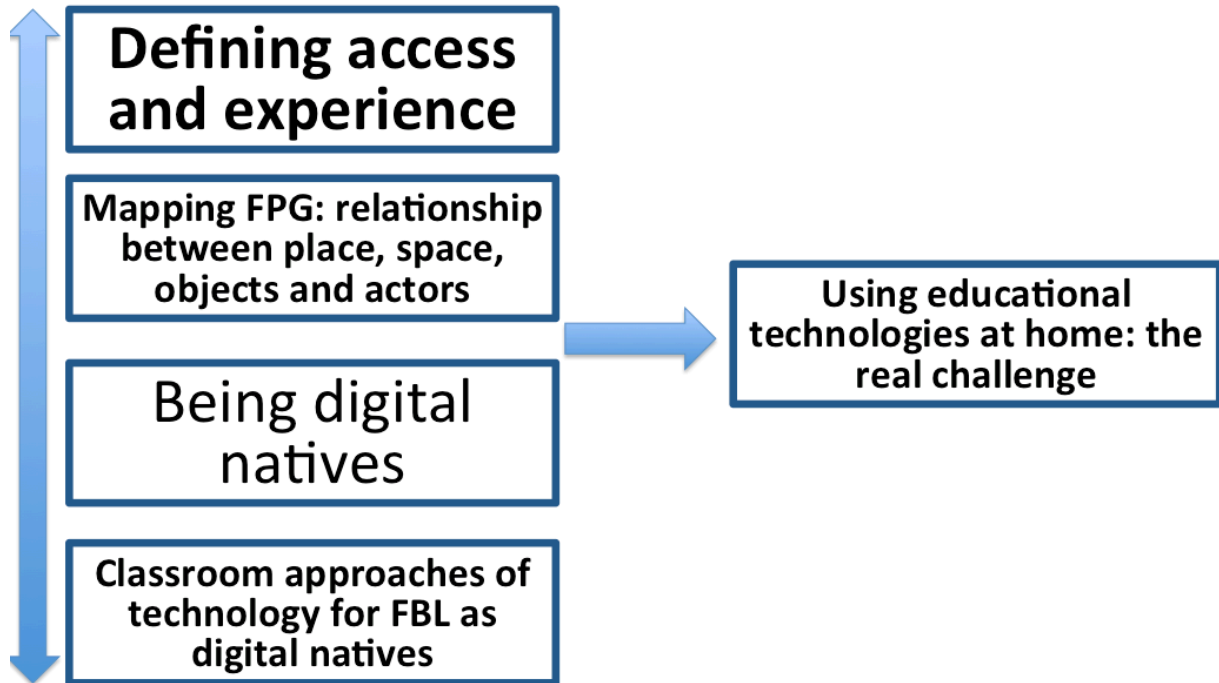 Defining access
and experience
Mapping FPG: relationship
between place, space,
objects and actors
Being digital
natives
Classroom approaches of
technology for FBL as
digital natives
Using educational
technologies at home: the
real challenge